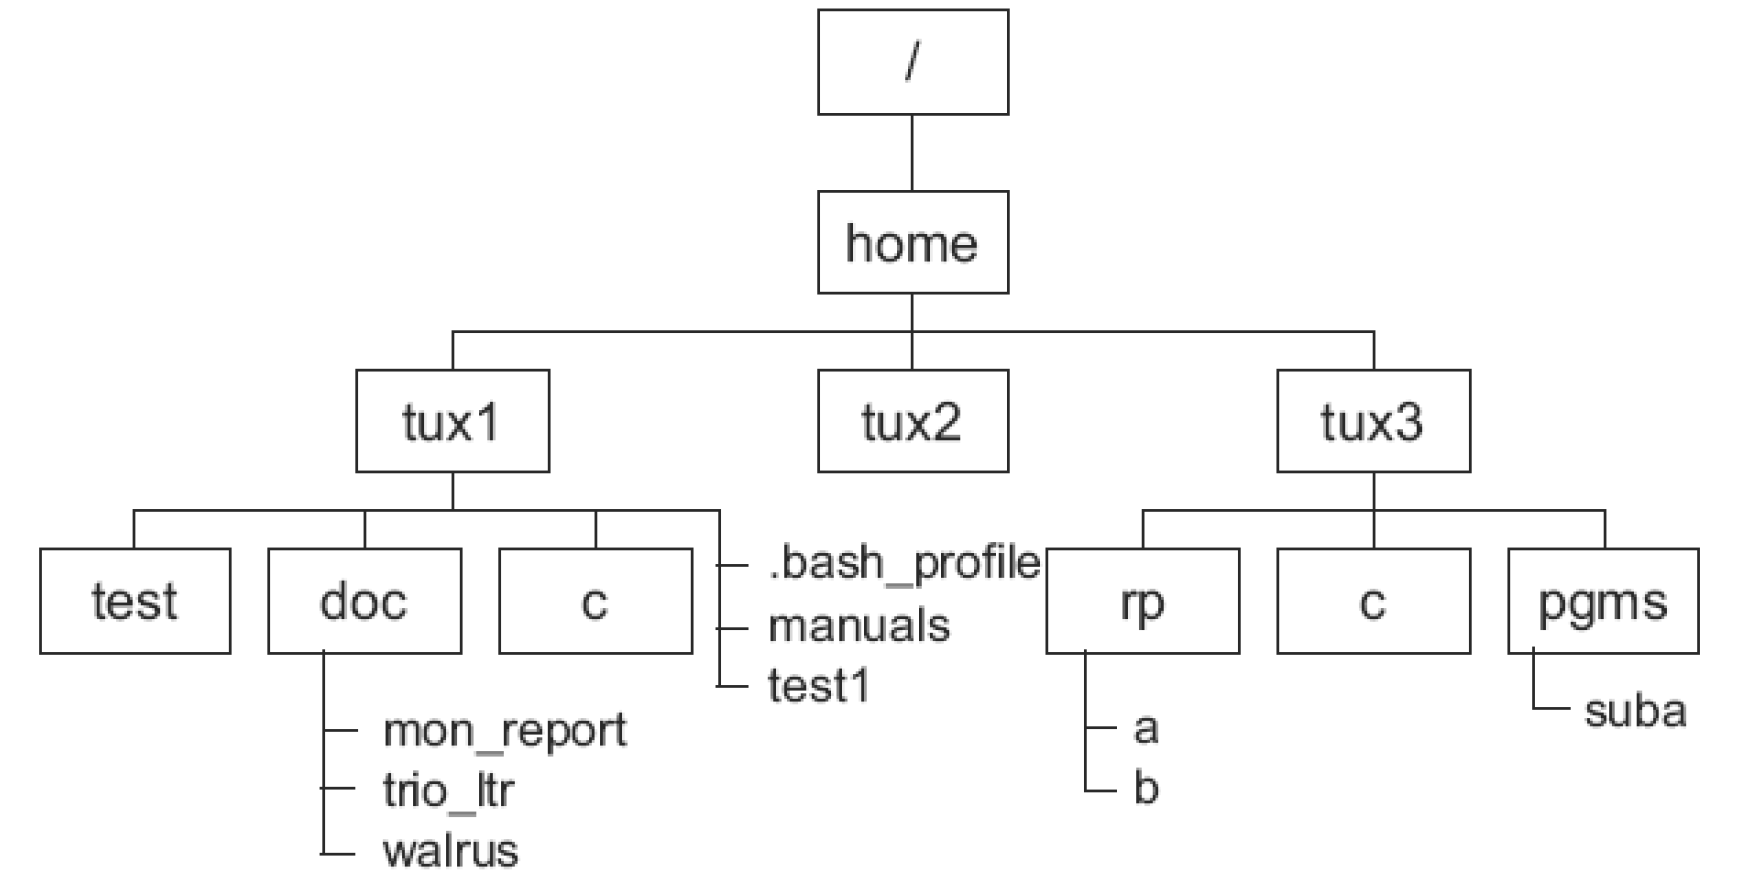 /
home
tux1 tux2 tux3
test doc c .bash_profile rp c pgms
manuals
test1
mon_report
trio_ltr
walrus
a
b
suba